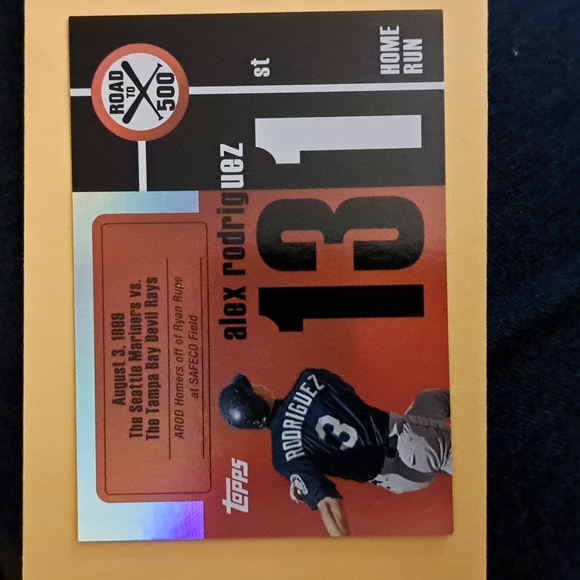 August 3, 1999
The Seattle Mariners vs.
The Tampa Bay Devil Rays
AROD Homers off of Ryan Rupe
at SAFECO Field
ROAD
TO
500
alex rodriguez
131
st
HOME
RUN
RODRIGUEZ
3
TOPPS